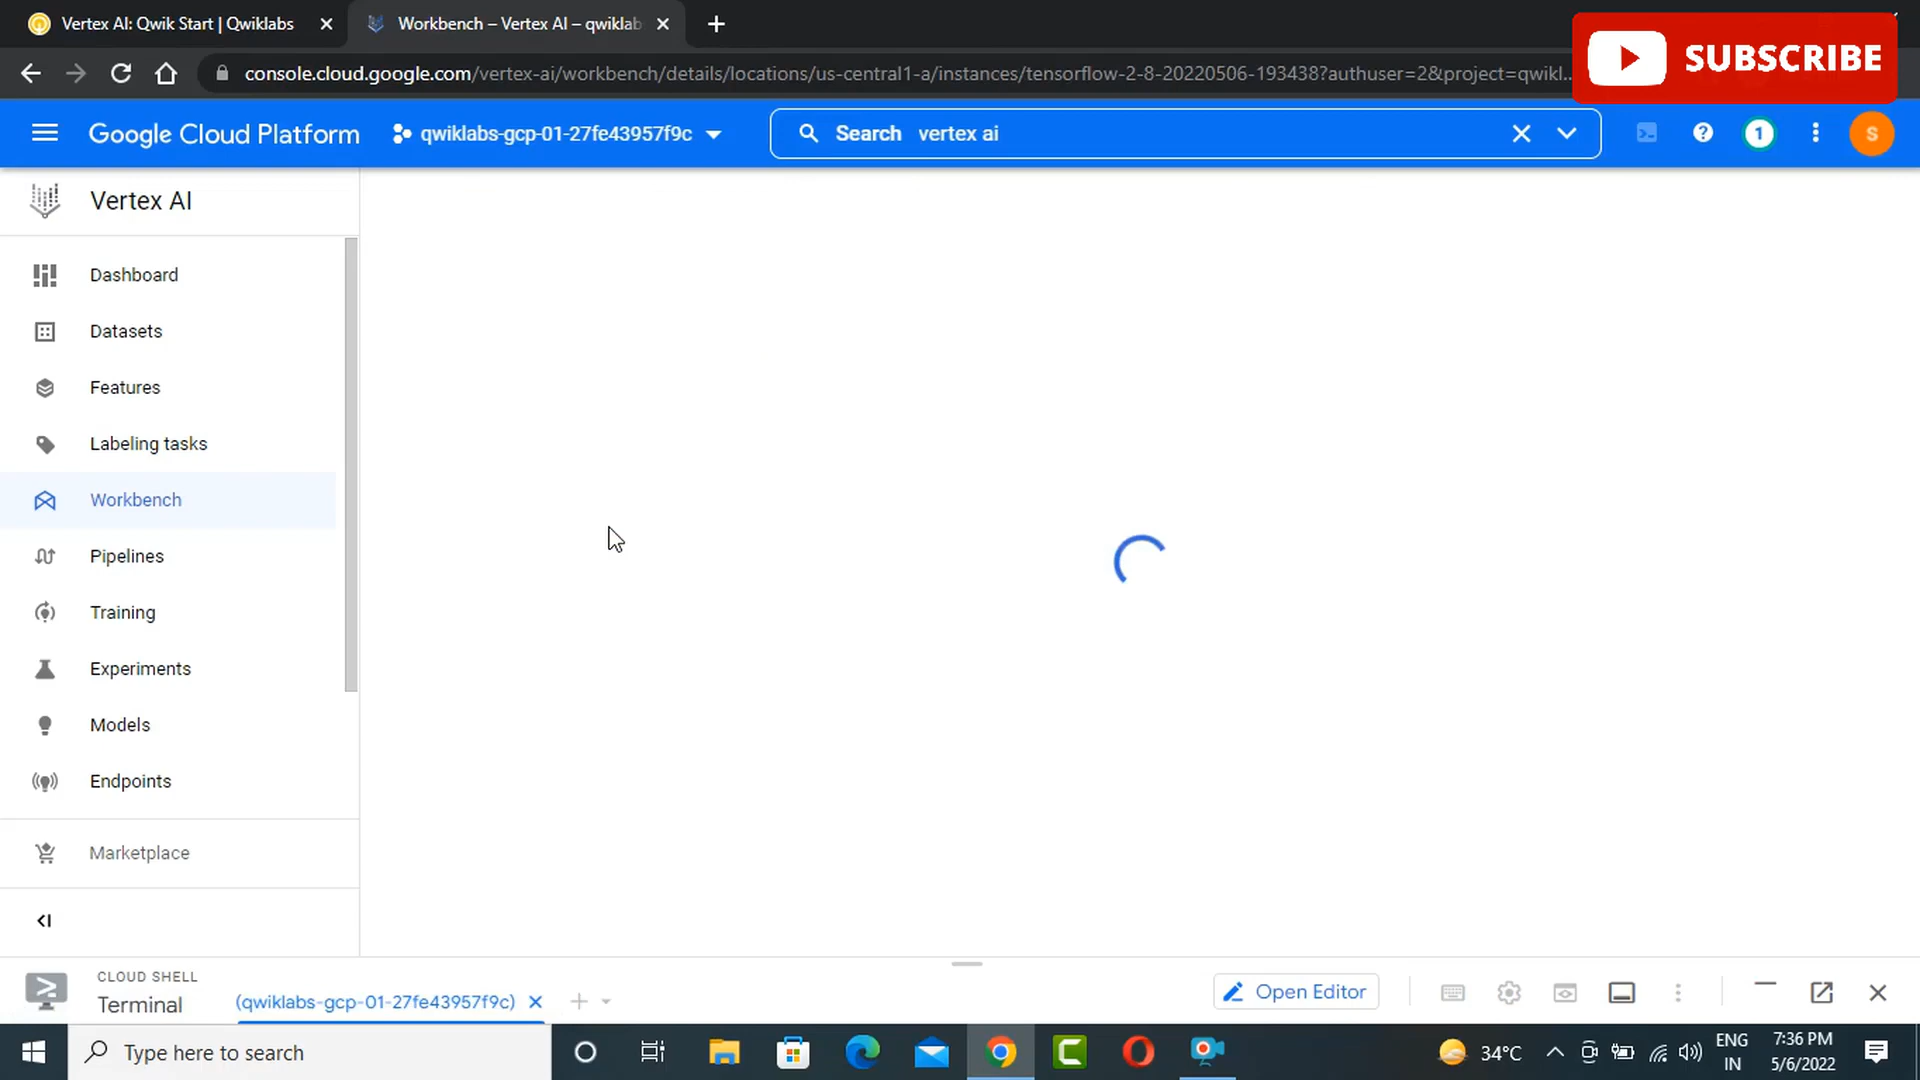 Vertex AI: Qwik Start | Qwiklabs
Workbench – Vertex AI – qwiklab
SUBSCRIBE
console.cloud.google.com/vertex-ai/workbench/details/locations/us-central1-a/instances/tensorflow-2-8-20220506-193438?authuser=2&project=qwikl...
Google Cloud Platform
qwiklabs-gcp-01-27fe43957f9c
Search vertex ai
1
S
Vertex AI
Dashboard
Datasets
Features
Labeling tasks
Workbench
Pipelines
Training
Experiments
Models
Endpoints
Marketplace
CLOUD SHELL
Terminal
(qwiklabs-gcp-01-27fe43957f9c)
Open Editor
Type here to search
34°C
ENG
IN
7:36 PM
5/6/2022